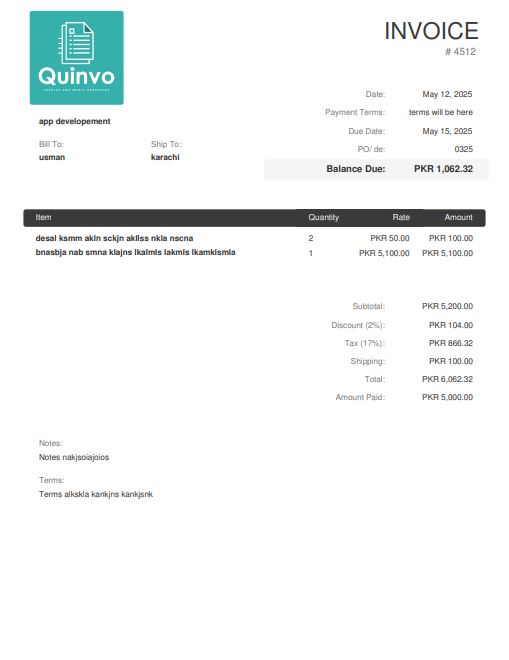 Quinvo
INVOICE
# 4512
app developement
Date: May 12, 2025
Payment Terms: terms will be here
Due Date: May 15, 2025
PO/ de: 0325
Balance Due: PKR 1,062.32
Bill To: Ship To:
usman karachi
Item Quantity Rate Amount
desal ksmm akln sckjn akllss nkla nscna 2 PKR 50.00 PKR 100.00
bnasbja nab smna klajns lkalmls lakmls lkamklsmla 1 PKR 5,100.00 PKR 5,100.00
Subtotal: PKR 5,200.00
Discount (2%): PKR 104.00
Tax (17%): PKR 866.32
Shipping: PKR 100.00
Total: PKR 6,062.32
Amount Paid: PKR 5,000.00
Notes:
Notes nakjsoiajoios
Terms:
Terms alkskla kankjns kankjsnk